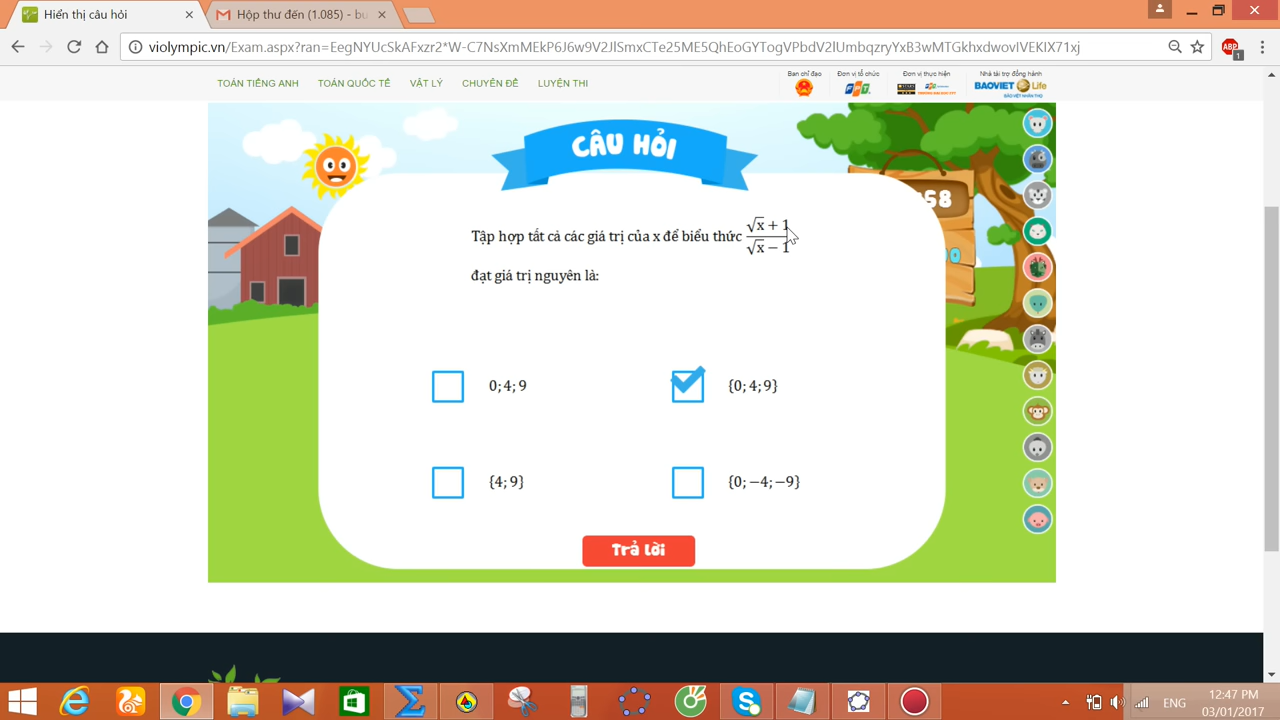 Hiển thị câu hỏi
Hộp thư đến (1.085) - bu
violympic.vn/Exam.aspx?ran=EegNYUcSkAFxzr2*W-C7NsXmMEkP6J6w9V2JlSmxCTe25ME5QhEoGYTogVPbdV2lUmbqzryYxB3wMTGkhxdwovIVEKIX71xj
ABP
1
TOÁN TIẾNG ANH TOÁN QUỐC TẾ VẬT LÝ CHUYÊN ĐỀ LUYỆN THI
Ban chỉ đạo Đơn vị tổ chức Đơn vị thực hiện Nhà tài trợ đồng hành
FPT
BAOVIET Life
CÂU HỎI
58
Tập hợp tất cả các giá trị của x để biểu thức
√x + 1
√x − 1
đạt giá trị nguyên là:
0; 4; 9
{0; 4; 9}
{4; 9}
{0; −4; −9}
Trả lời
ENG
12:47 PM
03/01/2017